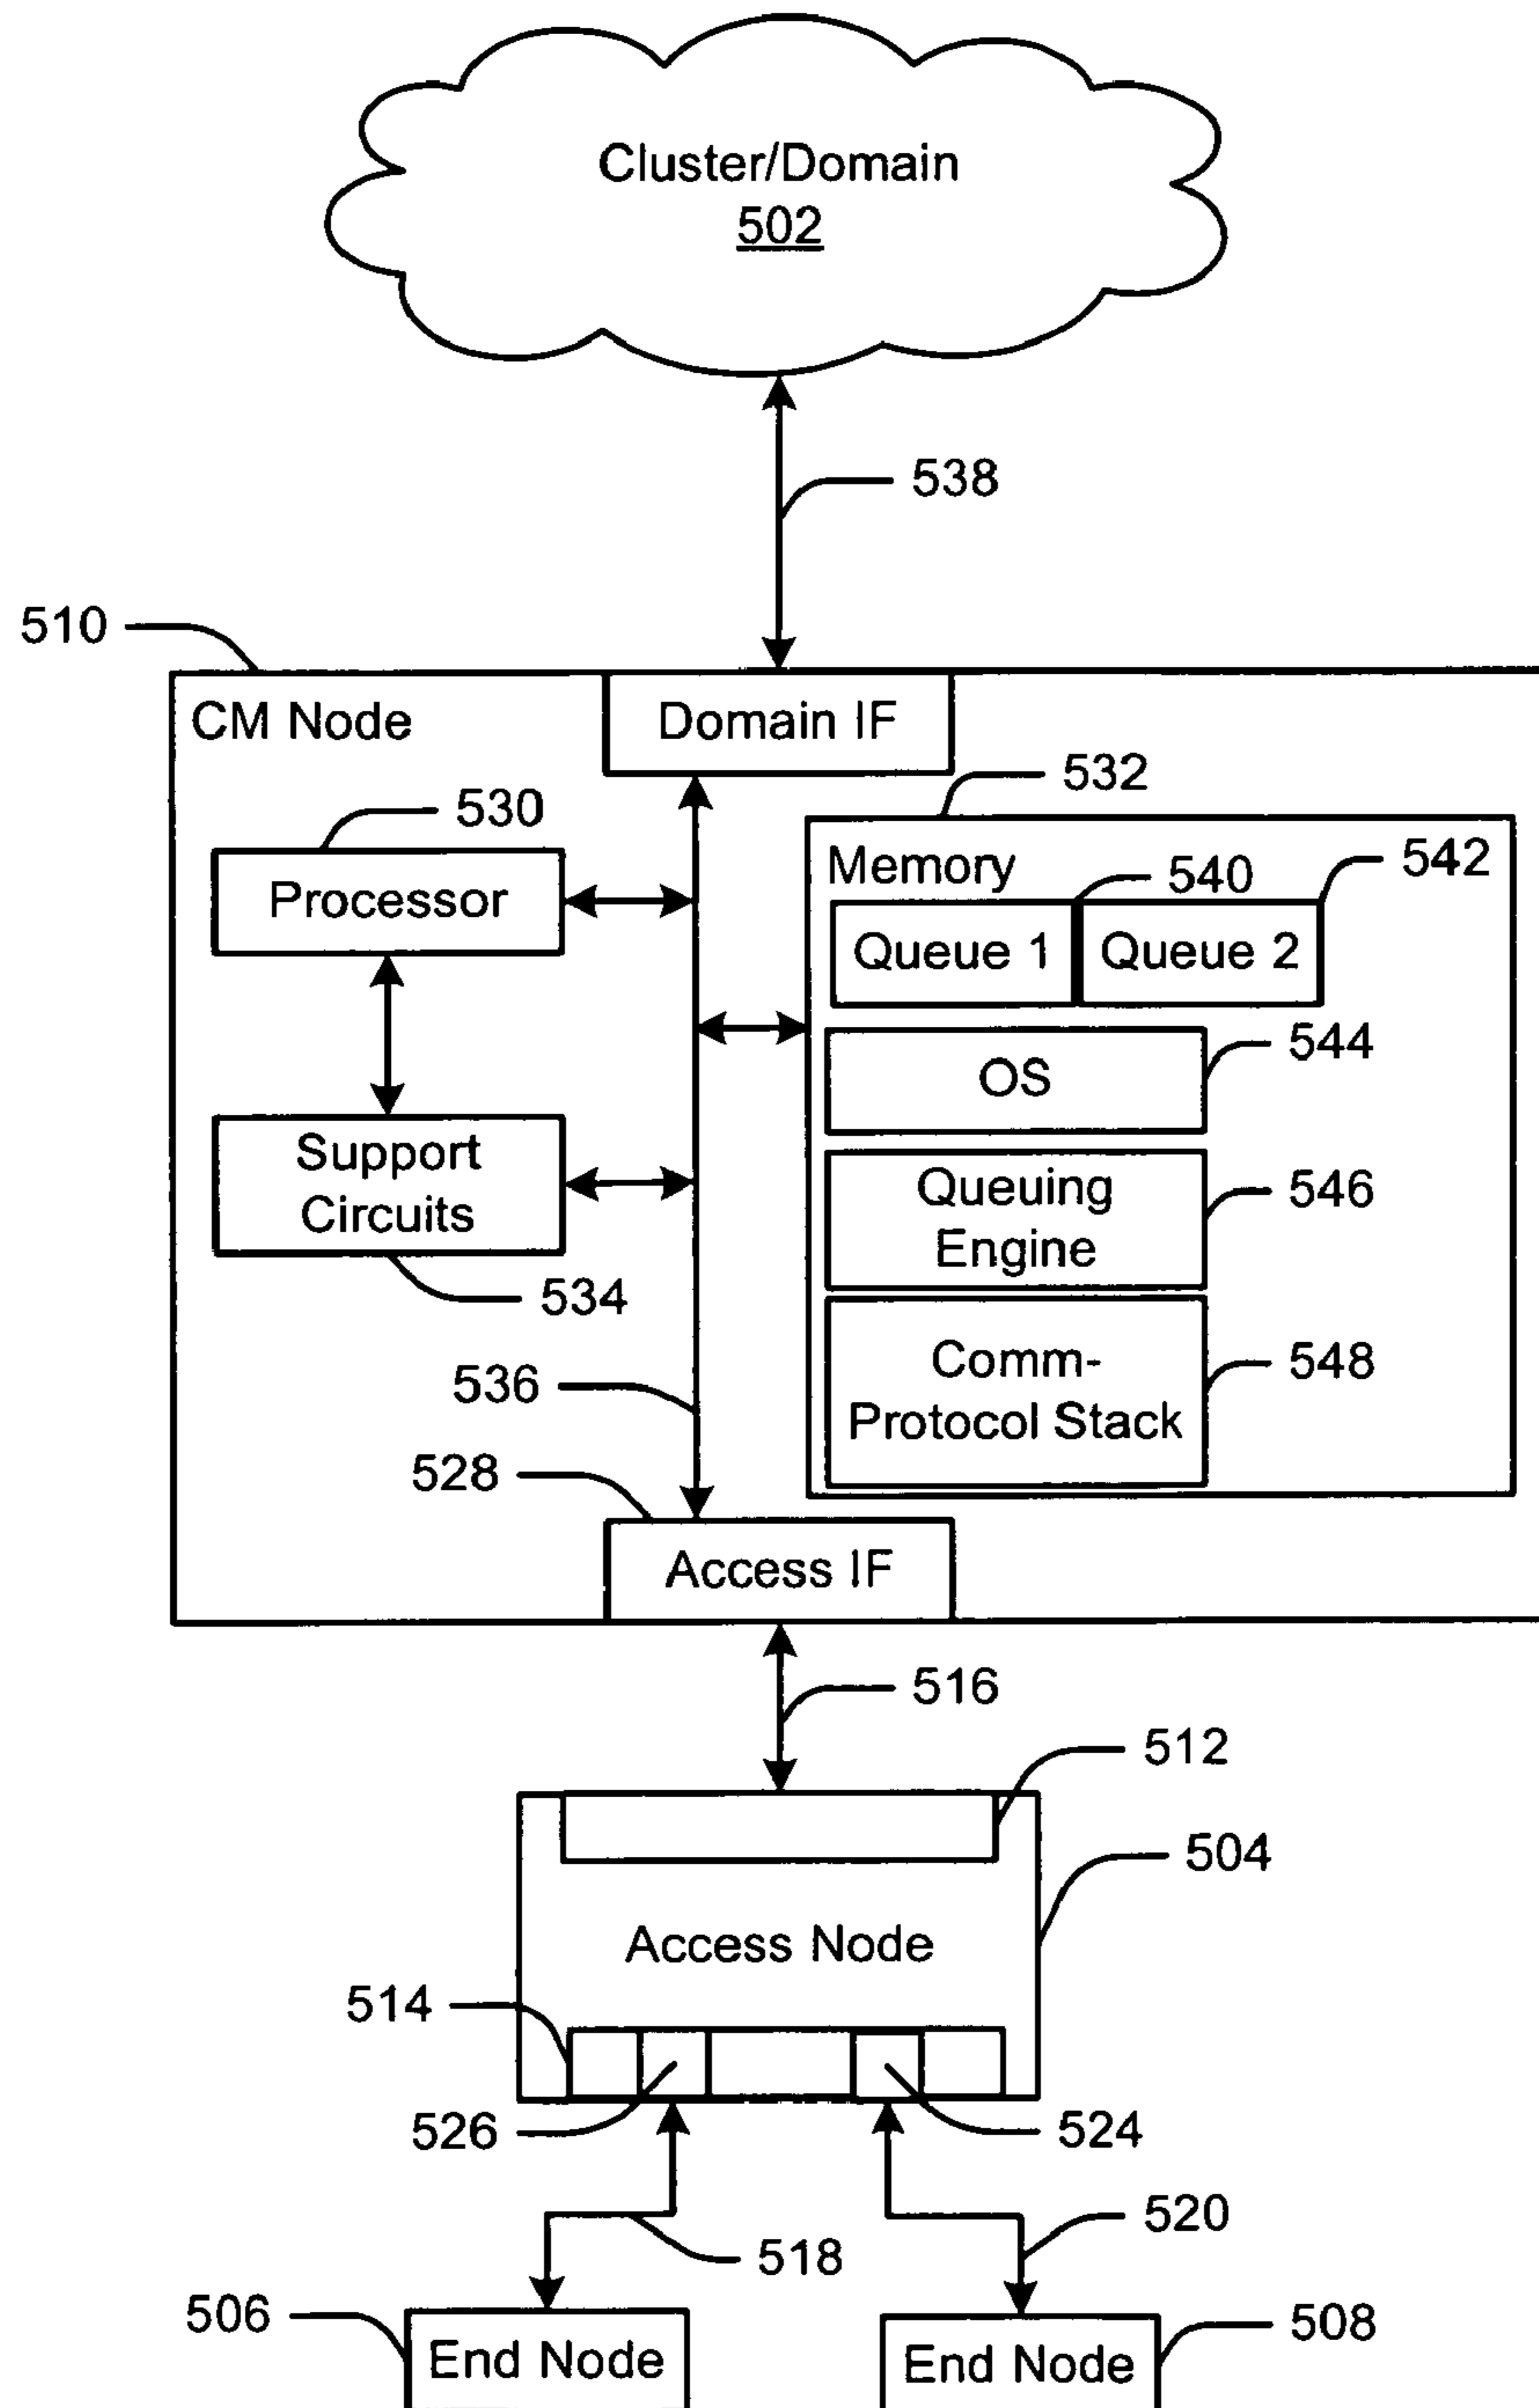 Cluster/Domain
502
538
510
CM Node
Domain IF
532
530
Memory
540
542
Processor
Queue 1
Queue 2
544
OS
Support
Circuits
Queuing
Engine
546
534
Comm-
Protocol Stack
548
536
528
Access IF
516
512
504
Access Node
514
526
524
520
518
506
End Node
508
End Node